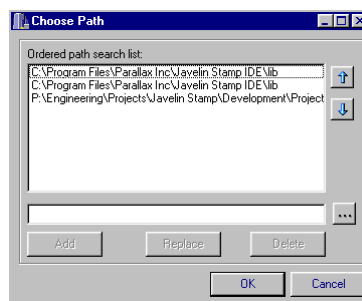 Choose Path
Ordered path search list:
C:\Program Files\Parallax Inc\Javelin Stamp IDE\lib
C:\Program Files\Parallax Inc\Javelin Stamp IDE\lib
P:\Engineering\Projects\Javelin Stamp\Development\Project
...
Add
Replace
Delete
OK
Cancel